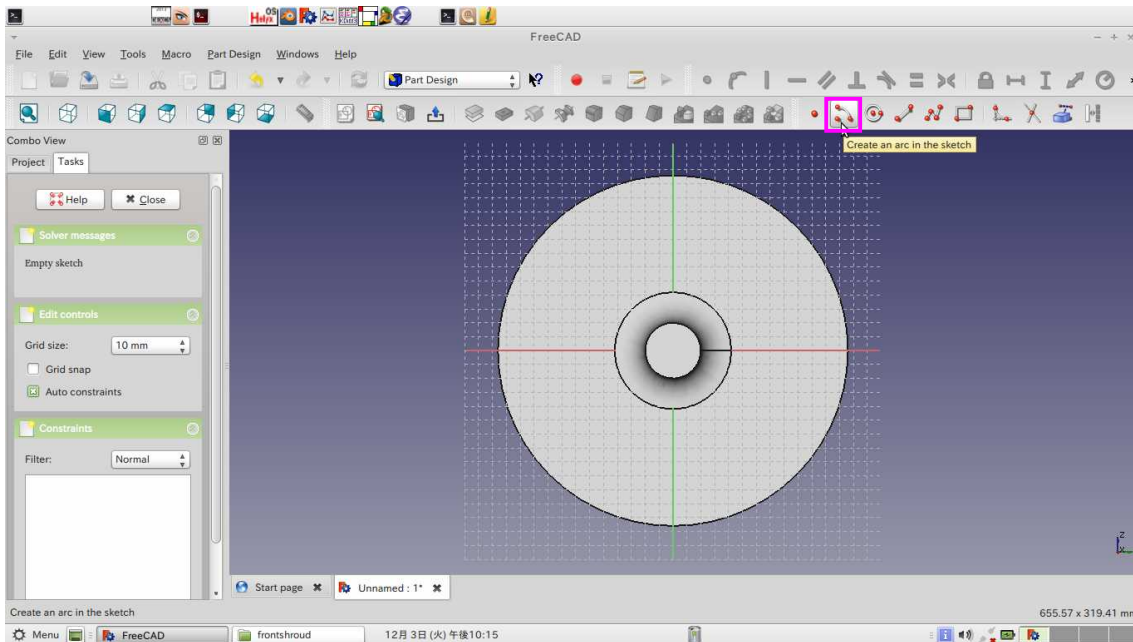 FreeCAD
File Edit View Tools Macro Part Design Windows Help
Part Design
Create an arc in the sketch
Combo View
Project Tasks
Help Close
Solver messages
Empty sketch
Edit controls
Grid size: 10 mm
Grid snap
Auto constraints
Constraints
Filter: Normal
Start page Unnamed : 1*
Create an arc in the sketch
655.57 x 319.41 mm
Menu FreeCAD frontshroud 12月 3日 (火) 午後10:15